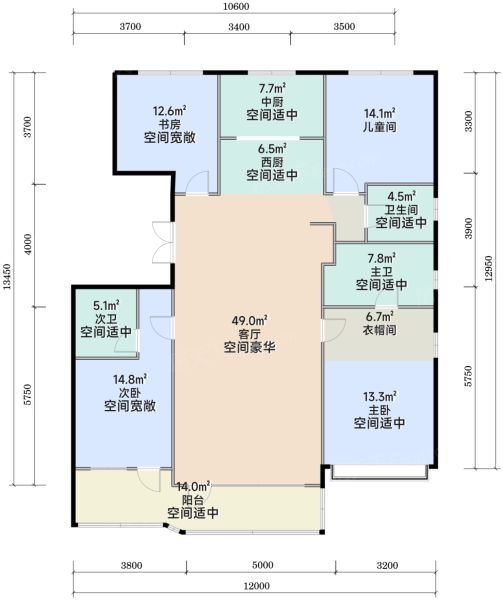 10600
3700 3400 3500
12.6㎡
书房
空间宽敞
7.7㎡
中厨
空间适中
14.1㎡
儿童间
6.5㎡
西厨
空间适中
4.5㎡
卫生间
空间适中
7.8㎡
主卫
空间适中
5.1㎡
次卫
空间适中
49.0㎡
客厅
空间豪华
6.7㎡
衣帽间
14.8㎡
次卧
空间宽敞
13.3㎡
主卧
空间适中
14.0㎡
阳台
空间适中
3700
4000
5750
13450
3300
3900
5750
12950
3800 5000 3200
12000